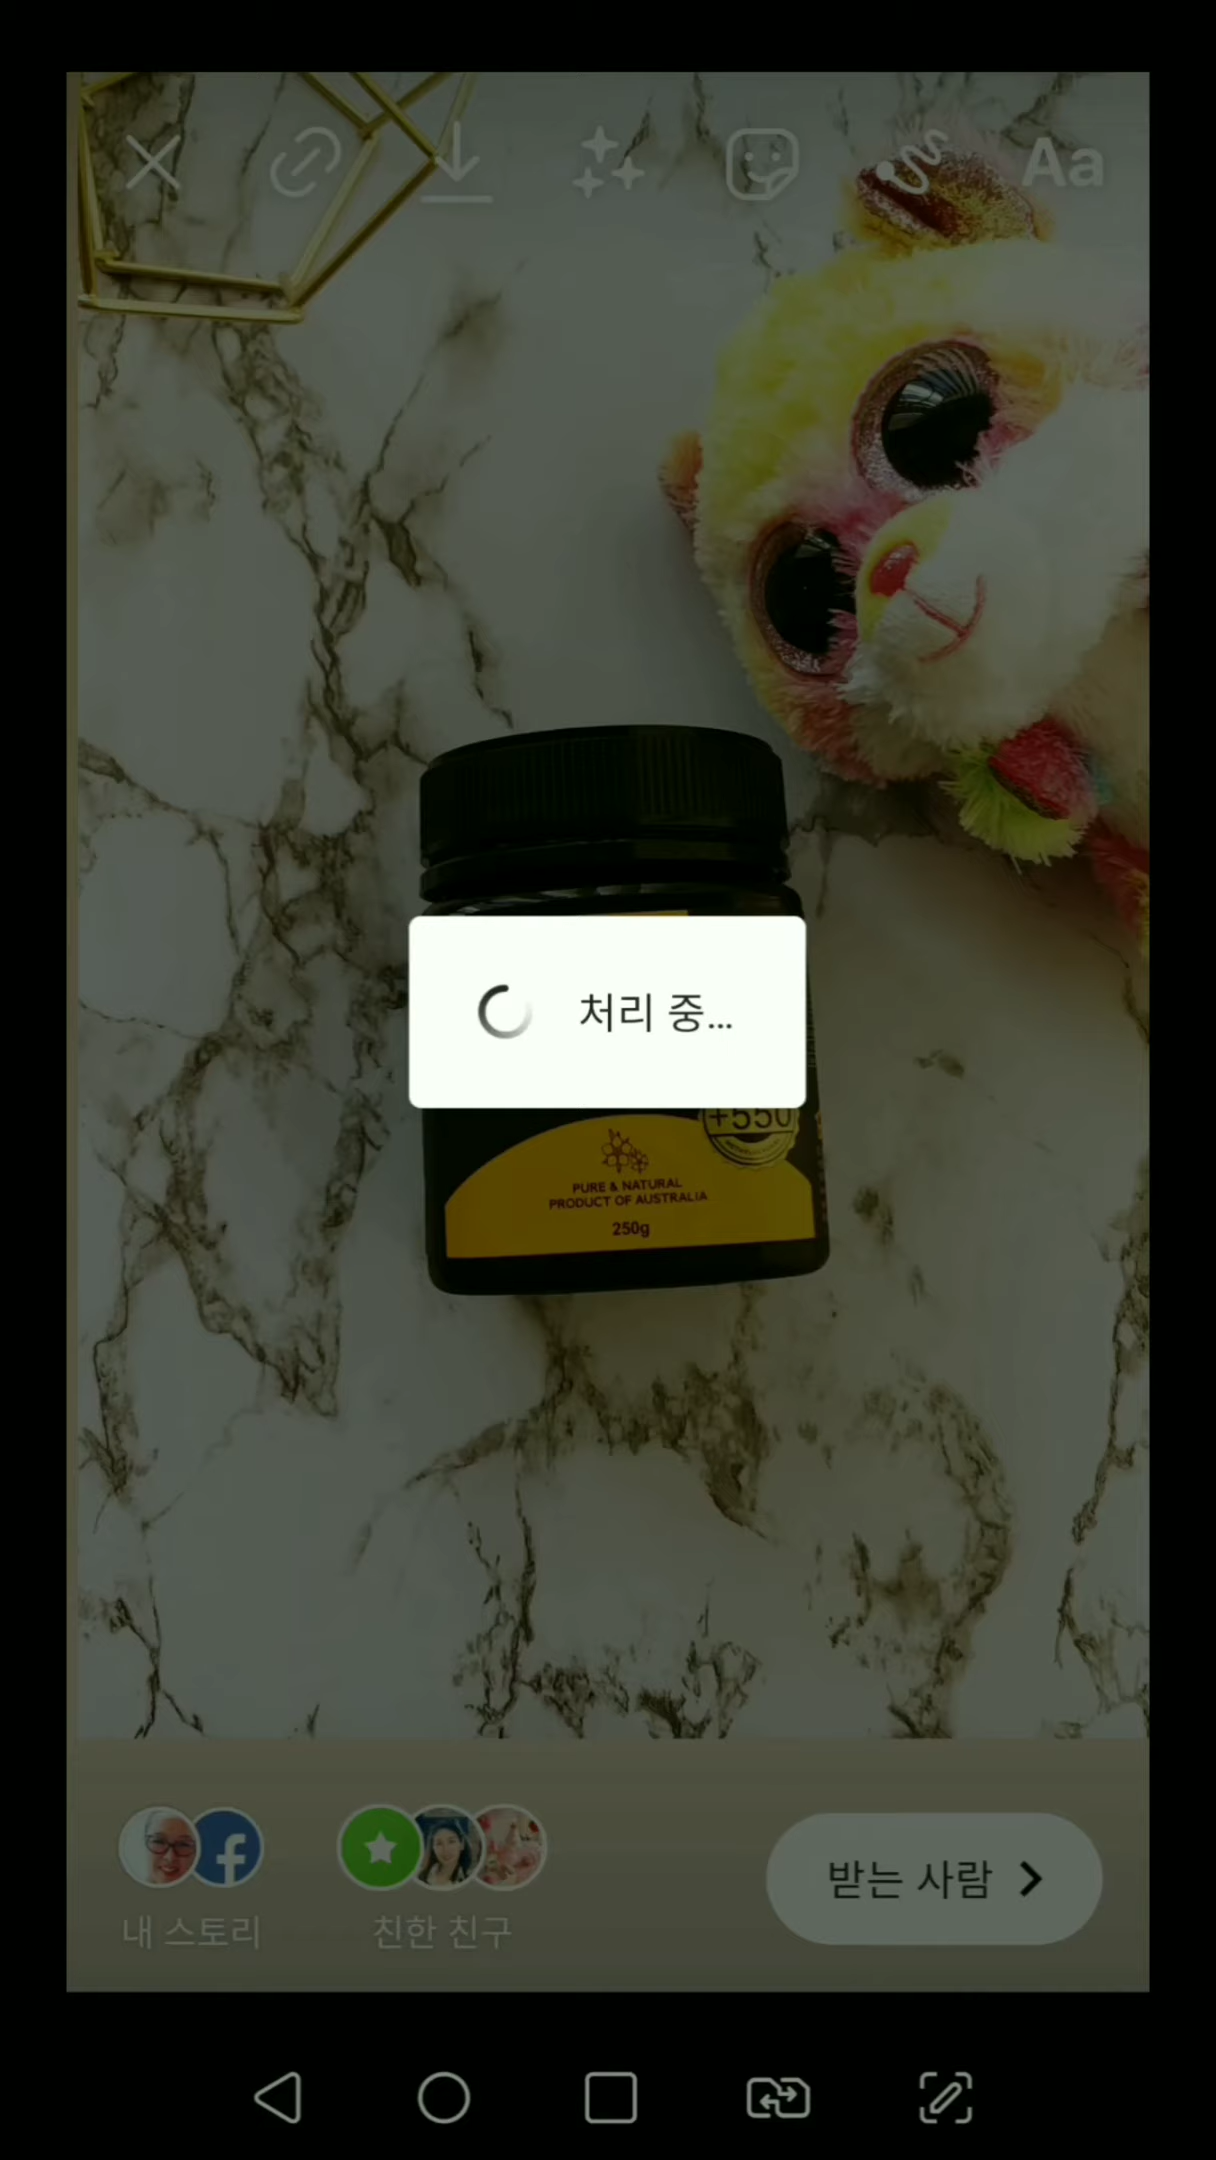 Aa
처리 중...
+550
PURE & NATURAL
PRODUCT OF AUSTRALIA
250g
내 스토리
친한 친구
받는 사람